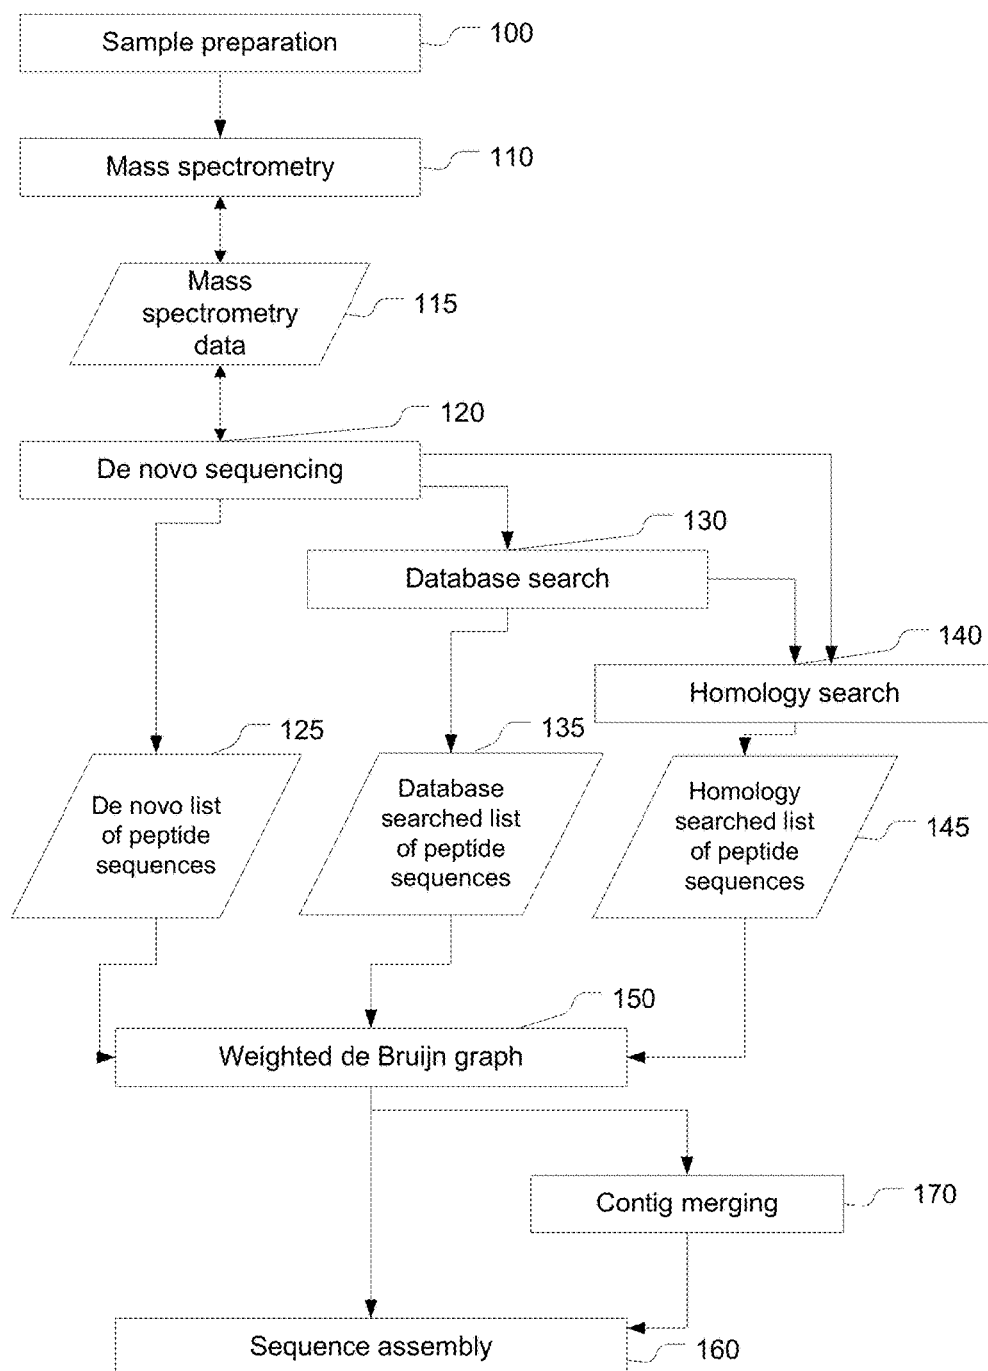 Sample preparation
100
Mass spectrometry
110
Mass
spectrometry
data
115
120
De novo sequencing
130
Database search
140
Homology search
125
De novo list
of peptide
sequences
135
Database
searched list
of peptide
sequences
Homology
searched list
of peptide
sequences
145
150
Weighted de Bruijn graph
Contig merging
170
Sequence assembly
160